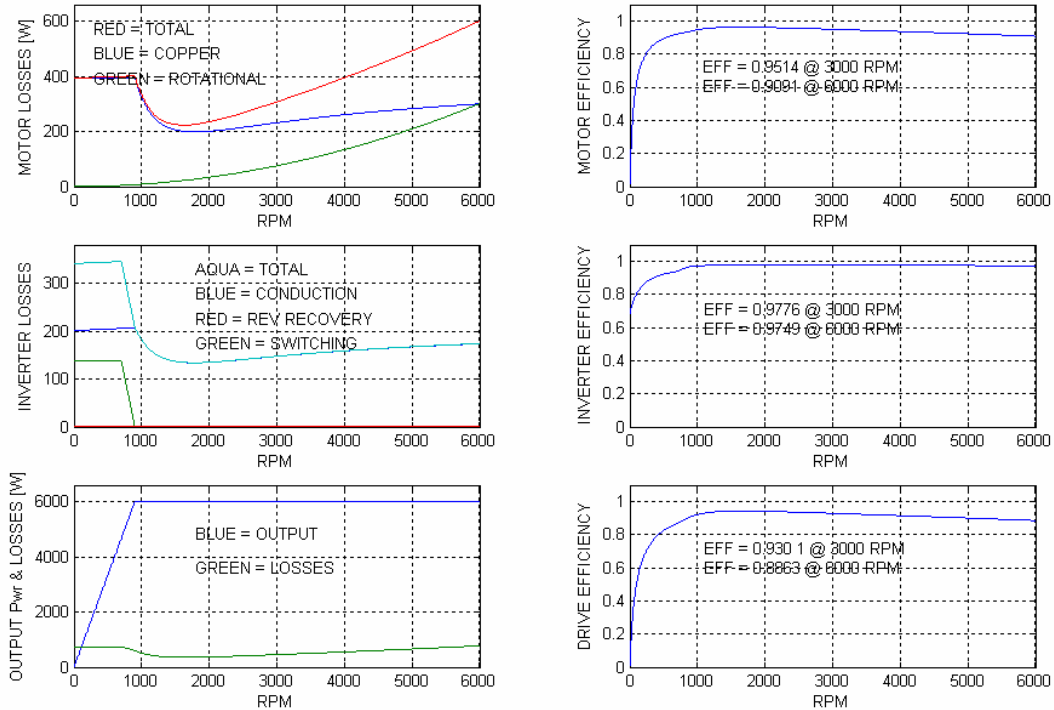 MOTOR LOSSES [W]
600
400
200
0
RED = TOTAL
BLUE = COPPER
GREEN = ROTATIONAL
0 1000 2000 3000 4000 5000 6000
RPM
MOTOR EFFICIENCY
1
0.8
0.6
0.4
0.2
0
EFF = 0.9514 @ 3000 RPM
EFF = 0.9091 @ 6000 RPM
0 1000 2000 3000 4000 5000 6000
RPM
INVERTER LOSSES
300
200
100
0
AQUA = TOTAL
BLUE = CONDUCTION
RED = REV RECOVERY
GREEN = SWITCHING
0 1000 2000 3000 4000 5000 6000
RPM
INVERTER EFFICIENCY
1
0.8
0.6
0.4
0.2
0
EFF = 0.9776 @ 3000 RPM
EFF = 0.9749 @ 6000 RPM
0 1000 2000 3000 4000 5000 6000
RPM
OUTPUT Pwr & LOSSES [W]
6000
4000
2000
0
BLUE = OUTPUT
GREEN = LOSSES
0 1000 2000 3000 4000 5000 6000
RPM
DRIVE EFFICIENCY
1
0.8
0.6
0.4
0.2
0
EFF = 0.930 1 @ 3000 RPM
EFF = 0.8863 @ 6000 RPM
0 1000 2000 3000 4000 5000 6000
RPM